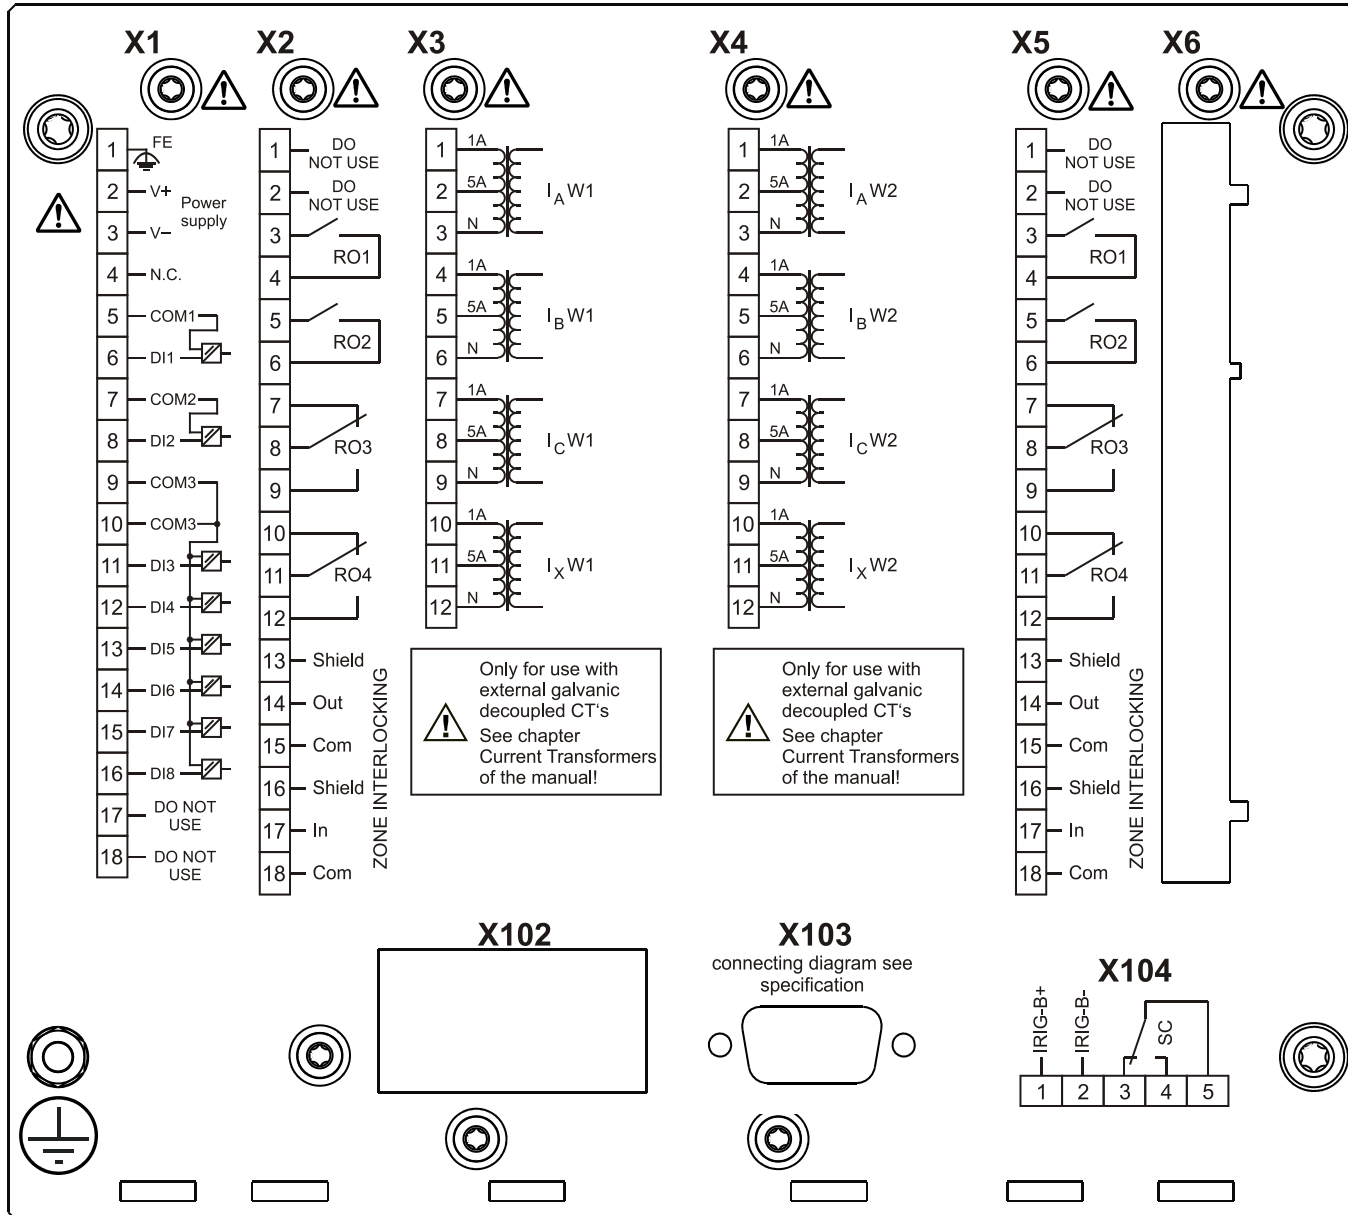 X1
X2
X3
X4
X5
X6
1
FE
2
V+
Power
supply
3
V–
4
N.C.
5
COM1
6
DI1
7
COM2
8
DI2
9
COM3
10
COM3
11
DI3
12
DI4
13
DI5
14
DI6
15
DI7
16
DI8
17
DO NOT
USE
18
DO NOT
USE
1
DO
NOT USE
2
DO
NOT USE
3
RO1
4
5
RO2
6
7
8
RO3
9
10
11
RO4
12
13
Shield
14
Out
15
Com
16
Shield
17
In
18
Com
ZONE INTERLOCKING
1
1A
2
5A
IA W1
3
N
4
1A
5
5A
IB W1
6
N
7
1A
8
5A
IC W1
9
N
10
1A
11
5A
IX W1
12
N
Only for use with
external galvanic
decoupled CT‘s
See chapter
Current Transformers
of the manual!
1
1A
2
5A
IA W2
3
N
4
1A
5
5A
IB W2
6
N
7
1A
8
5A
IC W2
9
N
10
1A
11
5A
IX W2
12
N
Only for use with
external galvanic
decoupled CT‘s
See chapter
Current Transformers
of the manual!
1
DO
NOT USE
2
DO
NOT USE
3
RO1
4
5
RO2
6
7
8
RO3
9
10
11
RO4
12
13
Shield
14
Out
15
Com
16
Shield
17
In
18
Com
ZONE INTERLOCKING
X102
X103
connecting diagram see
specification
X104
IRIG-B+
IRIG-B-
SC
1 2 3 4 5